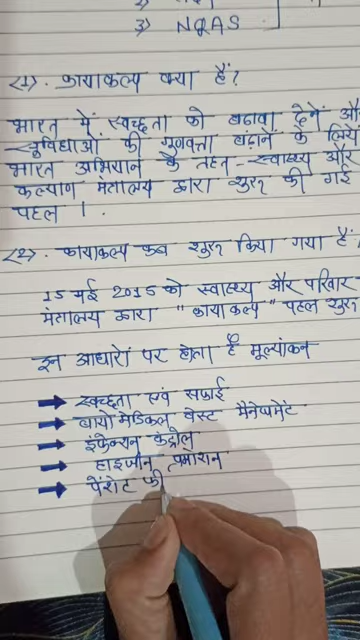 3) NQAS
<1>. कायाकल्प क्या हैं?
भारत में स्वच्छता को बढावा देनें औ
सुविधाओं की गुणवत्ता बढ़ानें के लिये
भारत अभियान के तहत - स्वास्थ्य और
कल्याण मंत्रालय द्वारा शुरु की गई
पहल ।
<2>. कायाकल्प कब शुरु किया गया हैं
15 मई 2015 को स्वास्थ्य और परिवार
मंत्रालय द्वारा "कायाकल्प" पहल शुरु
इन आधारों पर होता हैं मूल्यांकन
➡ स्वच्छता एवं सफाई
➡ बायो मेडिकल वेस्ट मैनेजमेंट
➡ इंफेक्शन कंट्रोल
➡ हाइजीन प्रमोशन
➡ पेशेंट फी